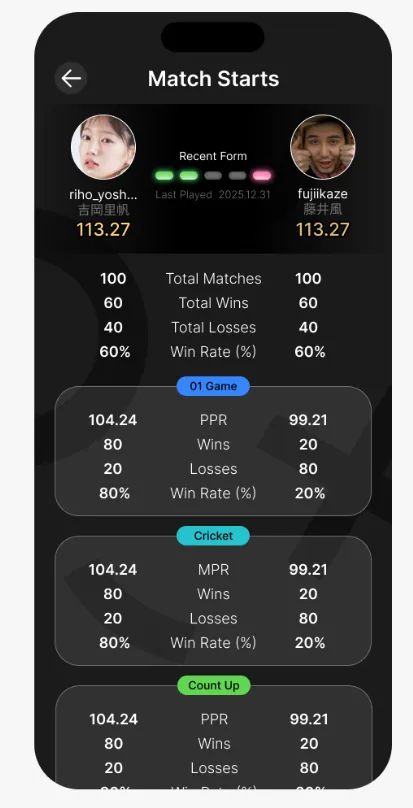 Match Starts
Recent Form
Last Played 2025.12.31
riho_yosh... fujiikaze
吉岡里帆 藤井風
113.27 113.27
100 Total Matches 100
60 Total Wins 60
40 Total Losses 40
60% Win Rate (%) 60%
01 Game
104.24 PPR 99.21
80 Wins 20
20 Losses 80
80% Win Rate (%) 20%
Cricket
104.24 MPR 99.21
80 Wins 20
20 Losses 80
80% Win Rate (%) 20%
Count Up
104.24 PPR 99.21
80 Wins 20
20 Losses 80